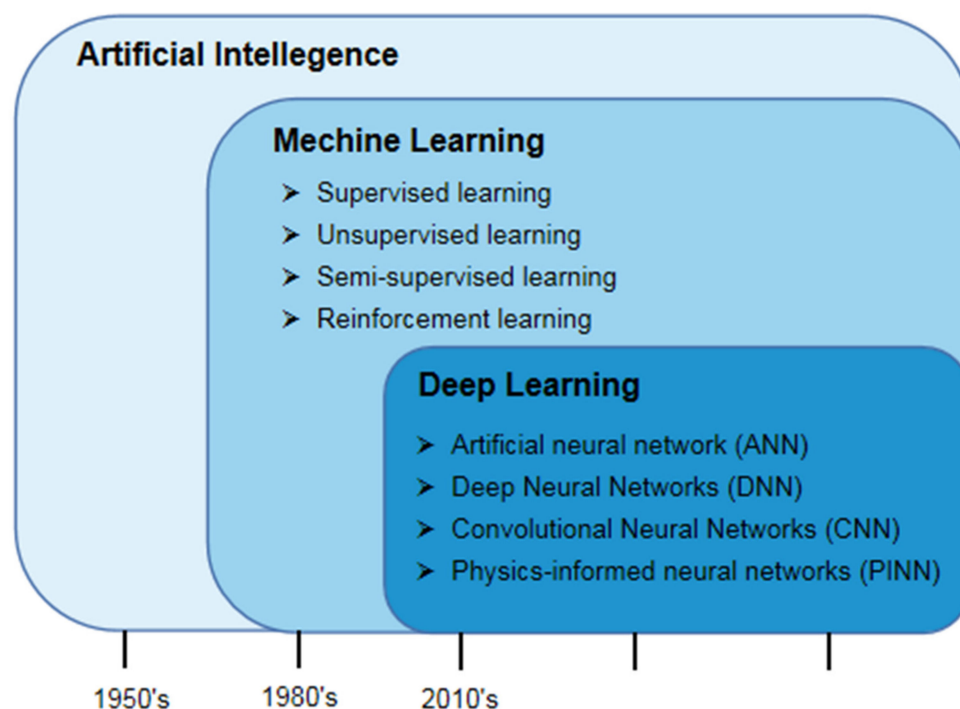 Artificial Intellegence
Mechine Learning
➤ Supervised learning
➤ Unsupervised learning
➤ Semi-supervised learning
➤ Reinforcement learning
Deep Learning
➤ Artificial neural network (ANN)
➤ Deep Neural Networks (DNN)
➤ Convolutional Neural Networks (CNN)
➤ Physics-informed neural networks (PINN)
1950's 1980's 2010's